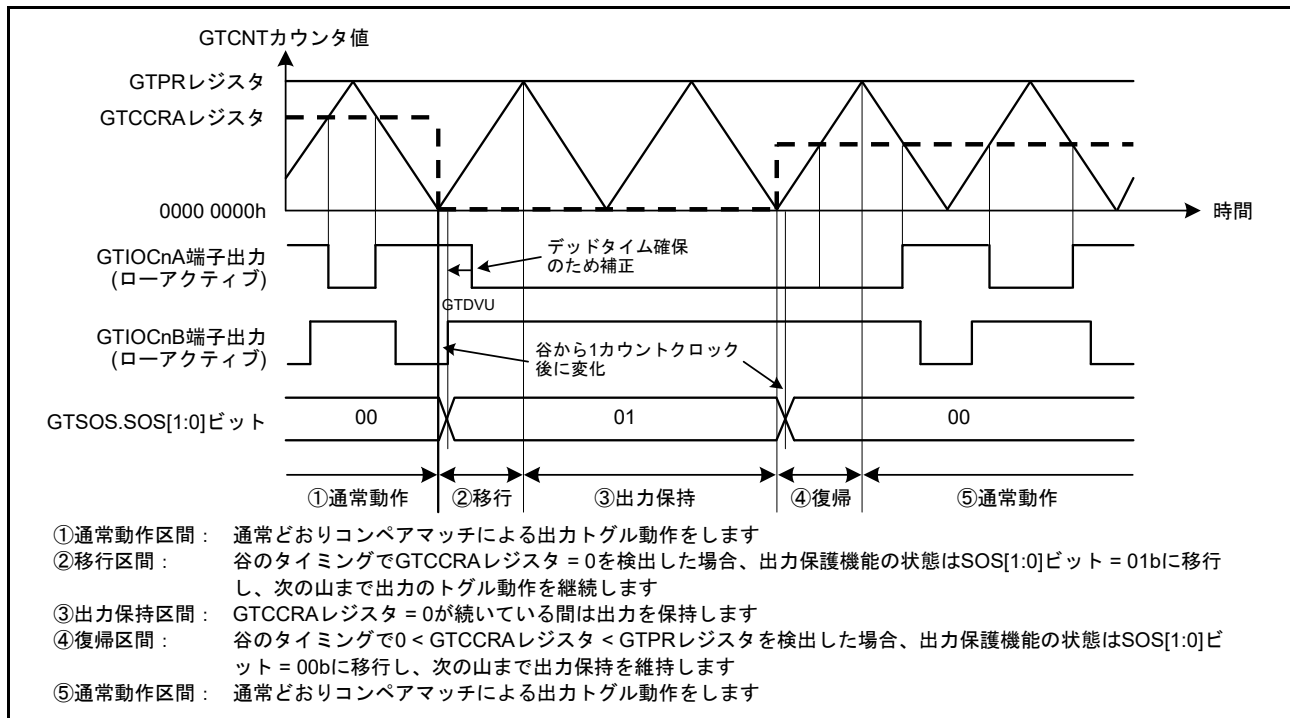 GTCNTカウンタ値
GTPRレジスタ
GTCCRAレジスタ
0000 0000h
時間
GTIOCnA端子出力
(ローアクティブ)
デッドタイム確保
のため補正
GTDVU
GTIOCnB端子出力
(ローアクティブ)
谷から1カウントクロック
後に変化
GTSOS.SOS[1:0]ビット
00
01
00
①通常動作
②移行
③出力保持
④復帰
⑤通常動作
①通常動作区間： 通常どおりコンペアマッチによる出力トグル動作をします
②移行区間： 谷のタイミングでGTCCRAレジスタ = 0を検出した場合、出力保護機能の状態はSOS[1:0]ビット = 01bに移行
し、次の山まで出力のトグル動作を継続します
③出力保持区間： GTCCRAレジスタ = 0が続いている間は出力を保持します
④復帰区間： 谷のタイミングで0 < GTCCRAレジスタ < GTPRレジスタを検出した場合、出力保護機能の状態はSOS[1:0]ビ
ット = 00bに移行し、次の山まで出力保持を維持します
⑤通常動作区間： 通常どおりコンペアマッチによる出力トグル動作をします